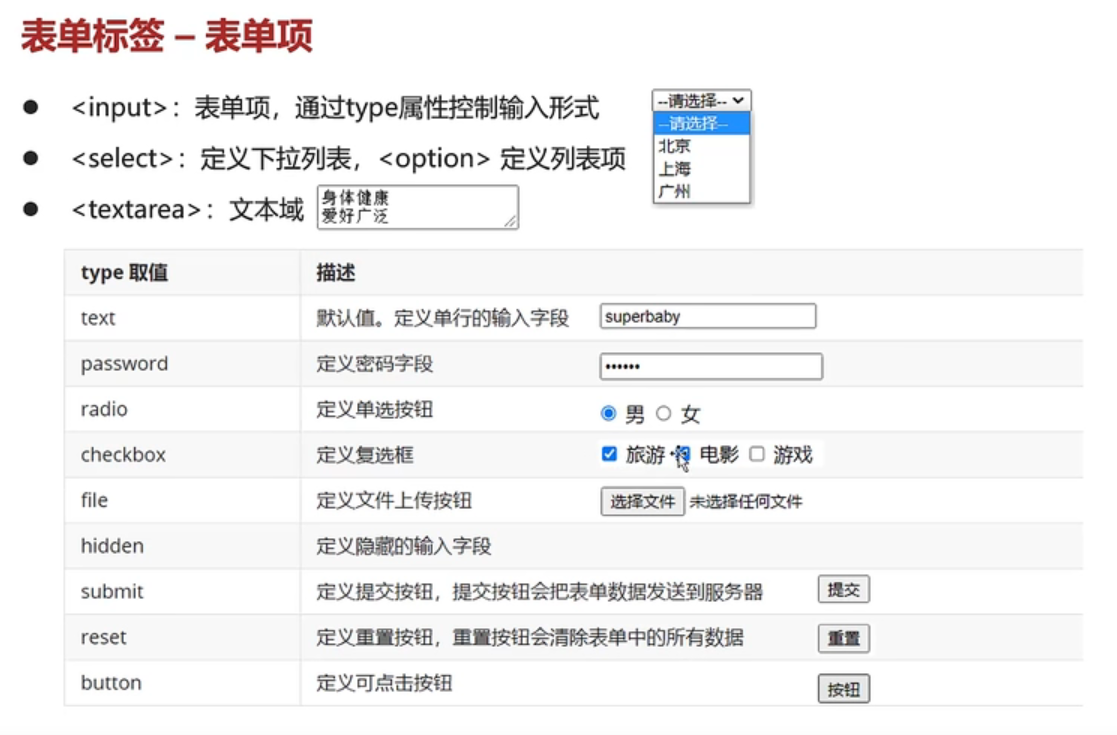 表单标签 – 表单项
● <input>：表单项，通过type属性控制输入形式
● <select>：定义下拉列表，<option> 定义列表项
--请选择--
--请选择--
北京
上海
广州
● <textarea>：文本域
身体健康
爱好广泛
type 取值 描述
text 默认值。定义单行的输入字段 superbaby
password 定义密码字段 ••••••
radio 定义单选按钮 男 女
checkbox 定义复选框 旅游 电影 游戏
file 定义文件上传按钮 选择文件 未选择任何文件
hidden 定义隐藏的输入字段
submit 定义提交按钮，提交按钮会把表单数据发送到服务器 提交
reset 定义重置按钮，重置按钮会清除表单中的所有数据 重置
button 定义可点击按钮 按钮